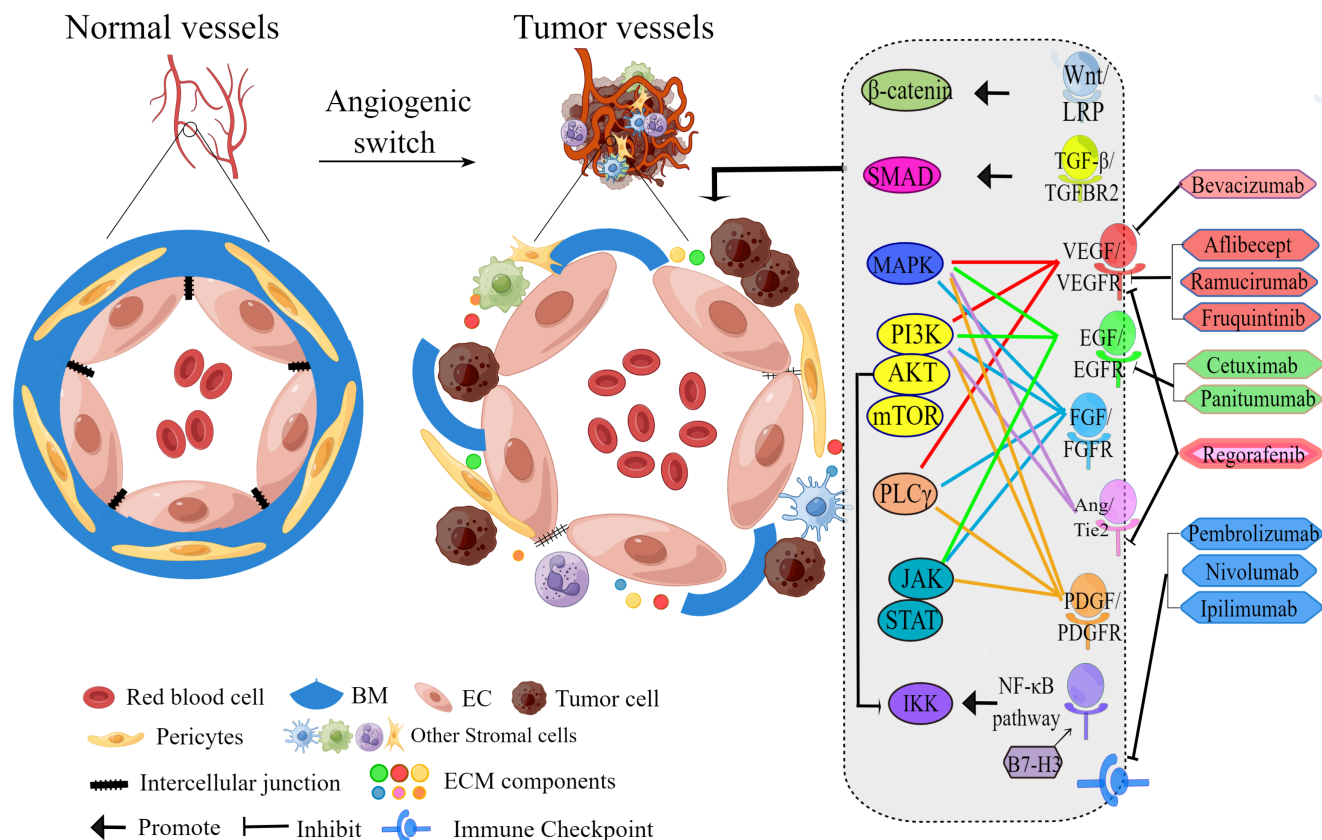 Normal vessels
Tumor vessels
Angiogenic
switch
β-catenin
Wnt/
LRP
SMAD
TGF-β/
TGFBR2
MAPK
VEGF/
VEGFR
PI3K
AKT
mTOR
EGF/
EGFR
FGF/
FGFR
PLCγ
Ang/
Tie2
JAK
STAT
PDGF/
PDGFR
IKK
NF-κB
pathway
B7-H3
Bevacizumab
Aflibecept
Ramucirumab
Fruquintinib
Cetuximab
Panitumumab
Regorafenib
Pembrolizumab
Nivolumab
Ipilimumab
Red blood cell
BM
EC
Tumor cell
Pericytes
Other Stromal cells
Intercellular junction
ECM components
Promote
Inhibit
Immune Checkpoint